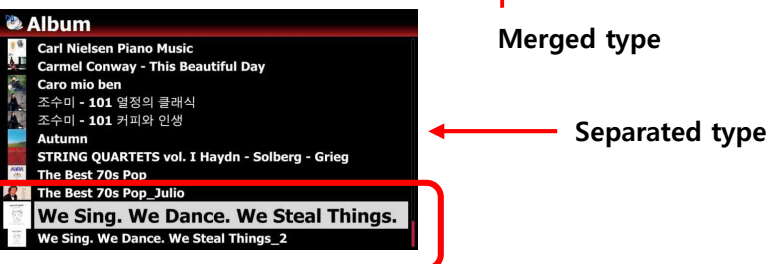 Album
Carl Nielsen Piano Music
Carmel Conway - This Beautiful Day
Caro mio ben
조수미 - 101 열정의 클래식
조수미 - 101 커피와 인생
Autumn
STRING QUARTETS vol. I Haydn - Solberg - Grieg
The Best 70s Pop
The Best 70s Pop_Julio
We Sing. We Dance. We Steal Things.
We Sing. We Dance. We Steal Things_2
Merged type
Separated type